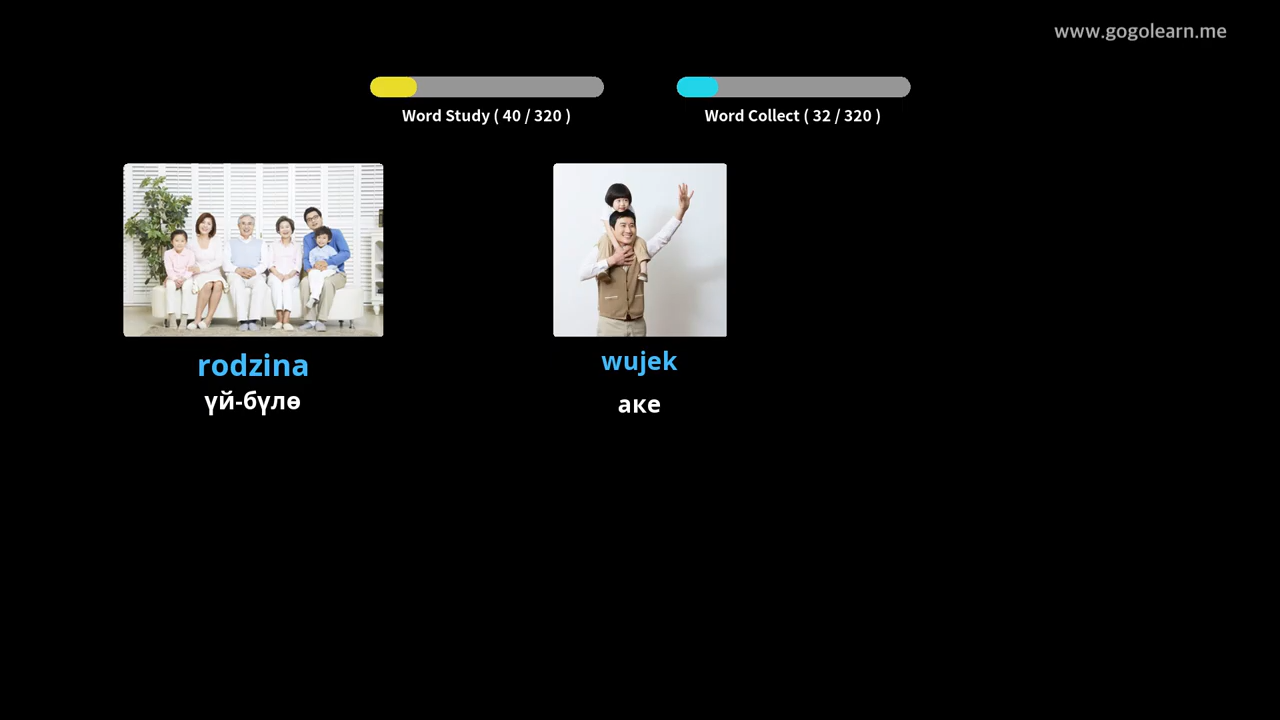 www.gogolearn.me
Word Study ( 40 / 320 )
Word Collect ( 32 / 320 )
rodzina
үй-бүлө
wujek
аке